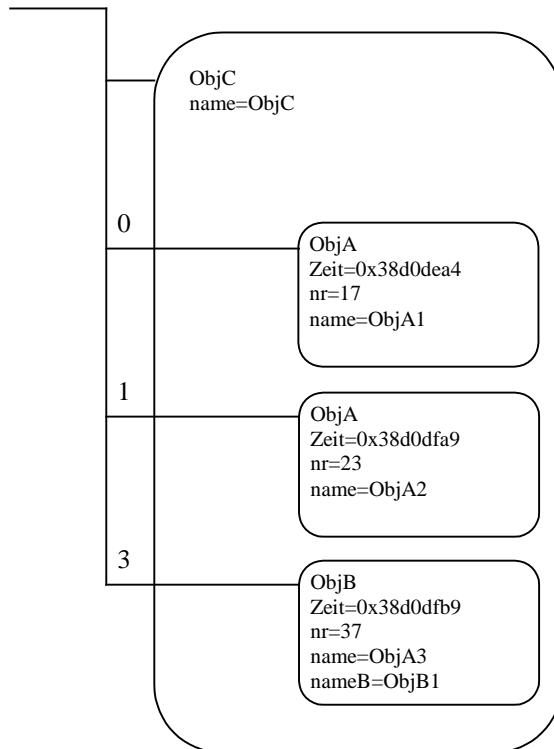 ObjC
name=ObjC
0
ObjA
Zeit=0x38d0dea4
nr=17
name=ObjA1
1
ObjA
Zeit=0x38d0dfa9
nr=23
name=ObjA2
3
ObjB
Zeit=0x38d0dfb9
nr=37
name=ObjA3
nameB=ObjB1